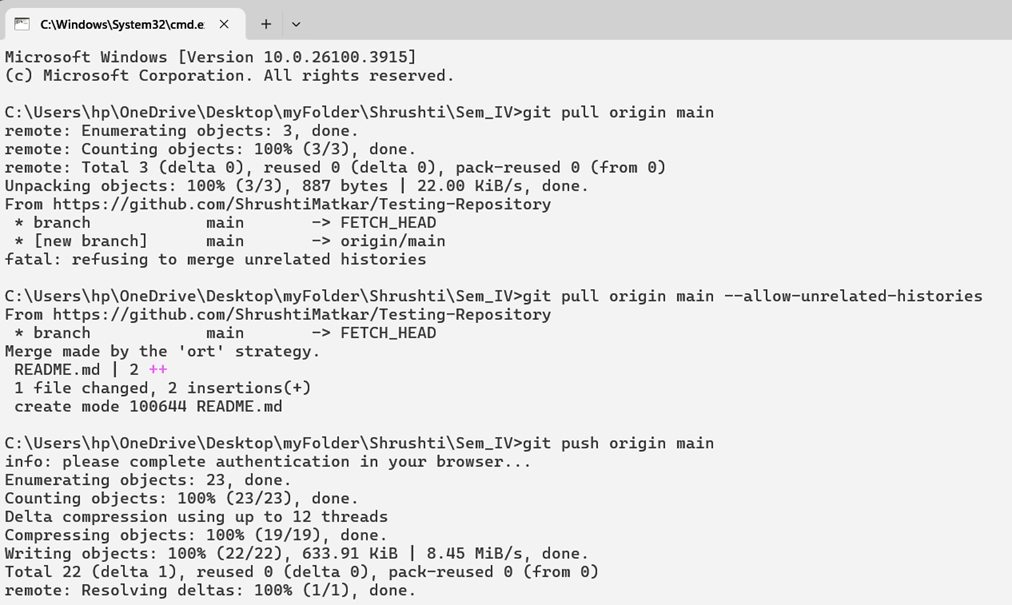 C:\Windows\System32\cmd.e
Microsoft Windows [Version 10.0.26100.3915]
(c) Microsoft Corporation. All rights reserved.
C:\Users\hp\OneDrive\Desktop\myFolder\Shrushti\Sem_IV>git pull origin main
remote: Enumerating objects: 3, done.
remote: Counting objects: 100% (3/3), done.
remote: Total 3 (delta 0), reused 0 (delta 0), pack-reused 0 (from 0)
Unpacking objects: 100% (3/3), 887 bytes | 22.00 KiB/s, done.
From https://github.com/ShrushtiMatkar/Testing-Repository
 * branch            main       -> FETCH_HEAD
 * [new branch]      main       -> origin/main
fatal: refusing to merge unrelated histories
C:\Users\hp\OneDrive\Desktop\myFolder\Shrushti\Sem_IV>git pull origin main --allow-unrelated-histories
From https://github.com/ShrushtiMatkar/Testing-Repository
 * branch            main       -> FETCH_HEAD
Merge made by the 'ort' strategy.
 README.md | 2 ++
 1 file changed, 2 insertions(+)
 create mode 100644 README.md
C:\Users\hp\OneDrive\Desktop\myFolder\Shrushti\Sem_IV>git push origin main
info: please complete authentication in your browser...
Enumerating objects: 23, done.
Counting objects: 100% (23/23), done.
Delta compression using up to 12 threads
Compressing objects: 100% (19/19), done.
Writing objects: 100% (22/22), 633.91 KiB | 8.45 MiB/s, done.
Total 22 (delta 1), reused 0 (delta 0), pack-reused 0 (from 0)
remote: Resolving deltas: 100% (1/1), done.